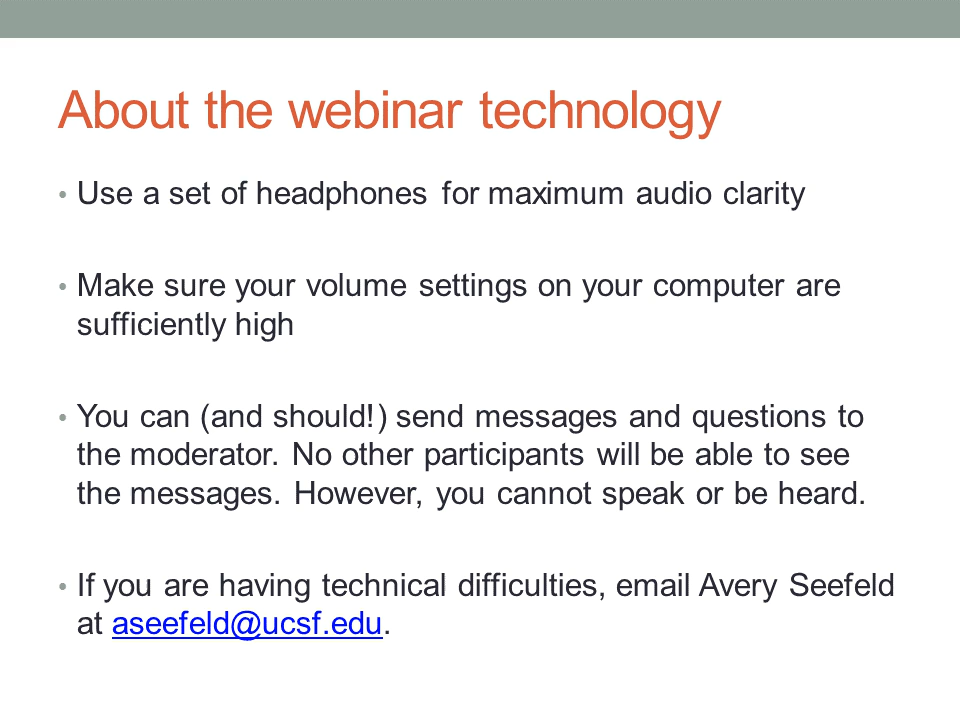 About the webinar technology
• Use a set of headphones for maximum audio clarity
• Make sure your volume settings on your computer are
sufficiently high
• You can (and should!) send messages and questions to
the moderator. No other participants will be able to see
the messages. However, you cannot speak or be heard.
• If you are having technical difficulties, email Avery Seefeld
at aseefeld@ucsf.edu.